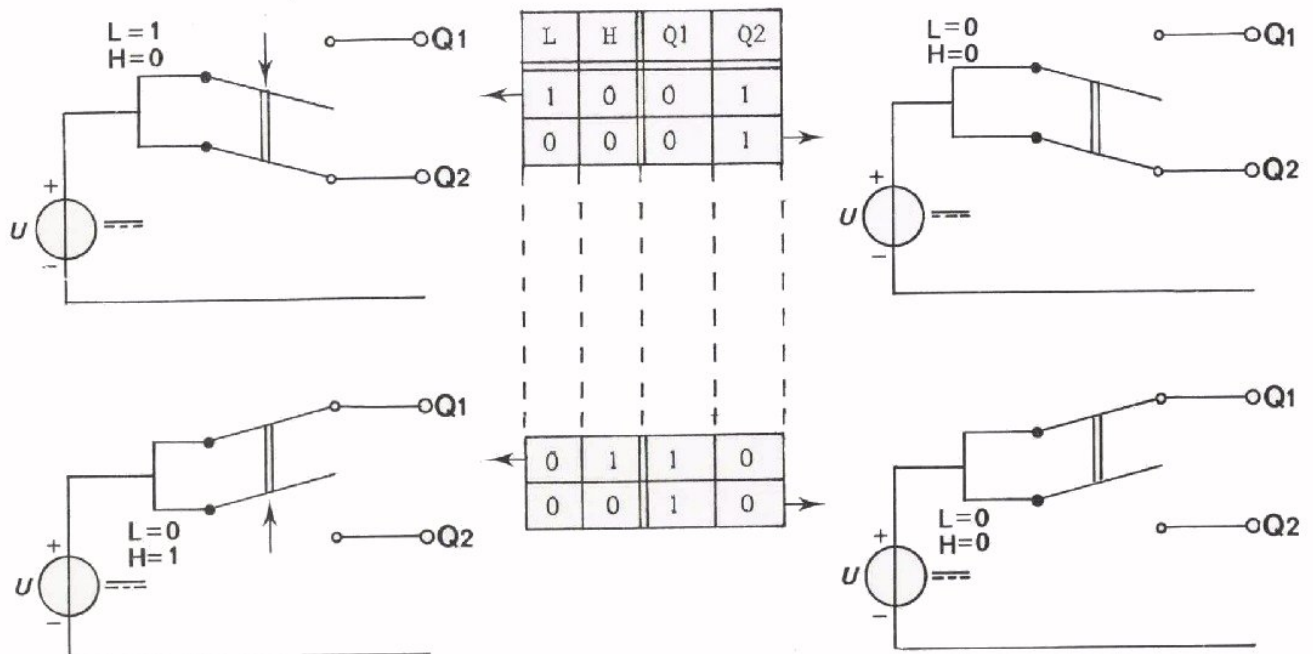 L=1
H=0
Q1
Q2
+
U
−
L H Q1 Q2
1 0 0 1
0 0 0 1
L=0
H=0
Q1
Q2
+
U
−
Q1
Q2
L=0
H=1
+
U
−
0 1 1 0
0 0 1 0
Q1
Q2
L=0
H=0
+
U
−